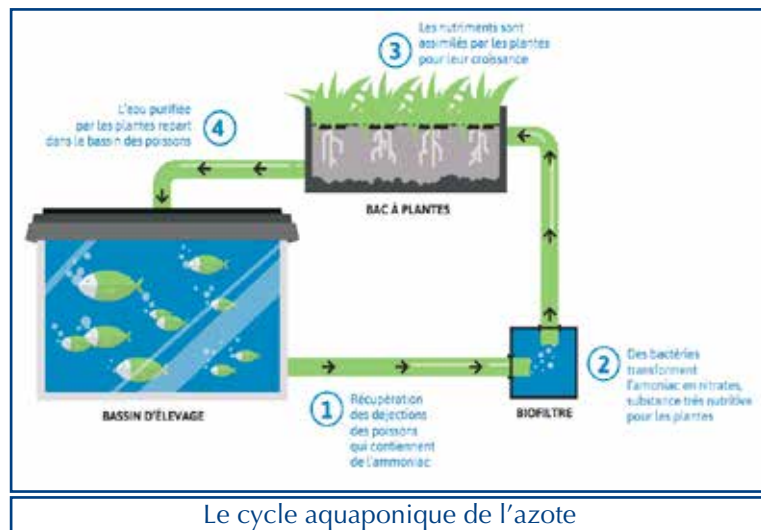 3
Les nutriments sont
assimilés par les plantes
pour leur croissance
L'eau purifiée
par les plantes repart
dans le bassin des poissons
4
BAC À PLANTES
BASSIN D'ÉLEVAGE
1
Récupération
des déjections
des poissons
qui contiennent
de l'ammoniac
BIOFILTRE
2
Des bactéries
transforment
l'amoniac en nitrates,
substance très nutritive
pour les plantes
Le cycle aquaponique de l'azote